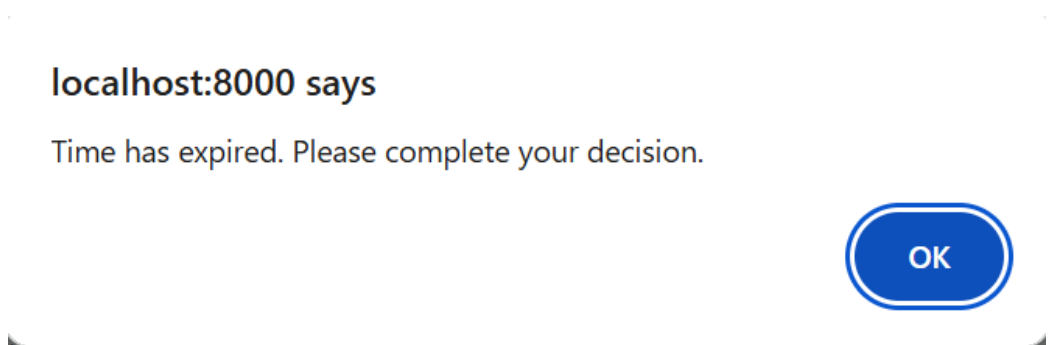 localhost:8000 says
Time has expired. Please complete your decision.
OK